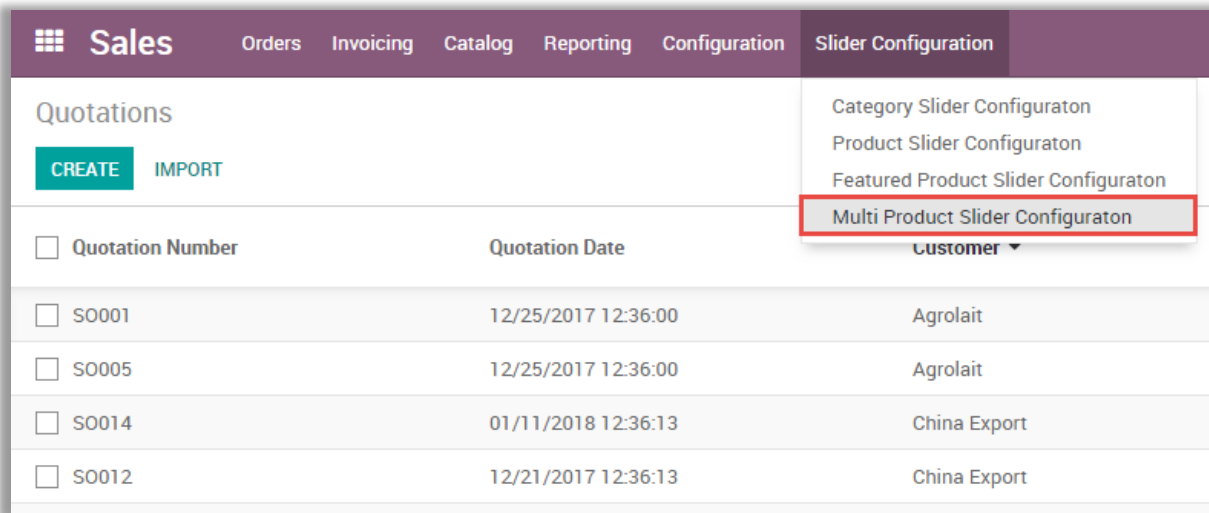 Sales Orders Invoicing Catalog Reporting Configuration Slider Configuration
Quotations
CREATE IMPORT
Category Slider Configuraton
Product Slider Configuraton
Featured Product Slider Configuraton
Multi Product Slider Configuraton
Quotation Number Quotation Date Customer
SO001 12/25/2017 12:36:00 Agrolait
SO005 12/25/2017 12:36:00 Agrolait
SO014 01/11/2018 12:36:13 China Export
SO012 12/21/2017 12:36:13 China Export